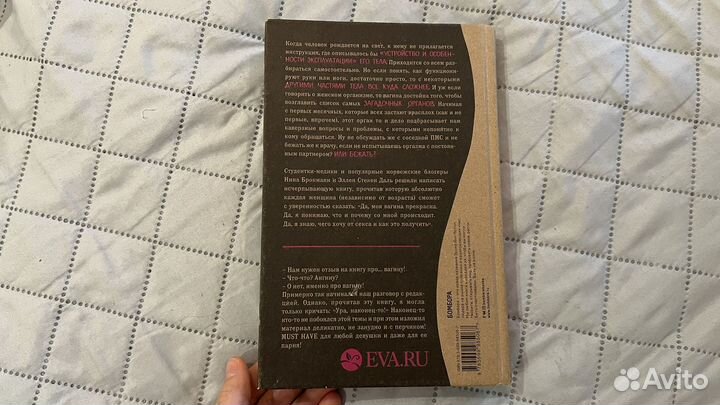 Когда человек рождается на свет, к нему не прилагается
инструкция, где описывалось бы «УСТРОЙСТВО И ОСОБЕН-
НОСТИ ЭКСПЛУАТАЦИИ» ЕГО ТЕЛА. Приходится со всем раз-
бираться самостоятельно. Но если понять, как функциони-
руют руки или ноги, достаточно просто, то с некоторыми
ДРУГИМИ ЧАСТЯМИ ТЕЛА ВСЕ КУДА СЛОЖНЕЕ. И уж если
говорить о женском организме, то вагина достойна того, чтобы
возглавить список самых ЗАГАДОЧНЫХ ОРГАНОВ. Начиная
с первых месячных, которые всех застают врасплох (как и не
первые, впрочем), этот орган то и дело подбрасывает нам
каверзные вопросы и проблемы, с которыми непонятно к
кому обращаться. Ну не обсуждать же с соседкой ПМС и не
бежать же к врачу, если не испытываешь оргазма с постоян-
ным партнером? ИЛИ БЕЖАТЬ?
Студентки-медики и популярные норвежские блогеры
Нина Брокманн и Эллен Стекен Даль решили написать
исчерпывающую книгу, прочитав которую абсолютно
каждая женщина (независимо от возраста) сможет
с уверенностью сказать: «Да, моя вагина прекрасна.
Да, я понимаю, что и почему со мной происходит.
Да, я знаю, чего хочу от секса и как это получить».
– Нам нужен отзыв на книгу про... вагину!
– Что-что? Ангину?
– О нет, именно про вагину!
Примерно так начинался наш разговор с редак-
цией. Однако, прочитав эту книгу, я могла
только кричать: «Ура, наконец-то!» Наконец-то
кто-то не побоялся этой темы и при этом изложил
материал деликатно, не занудно и с перчиком!
MUST HAVE для любой девушки и даже для ее
парня!
EVA.RU
БОМБОРА
Avito